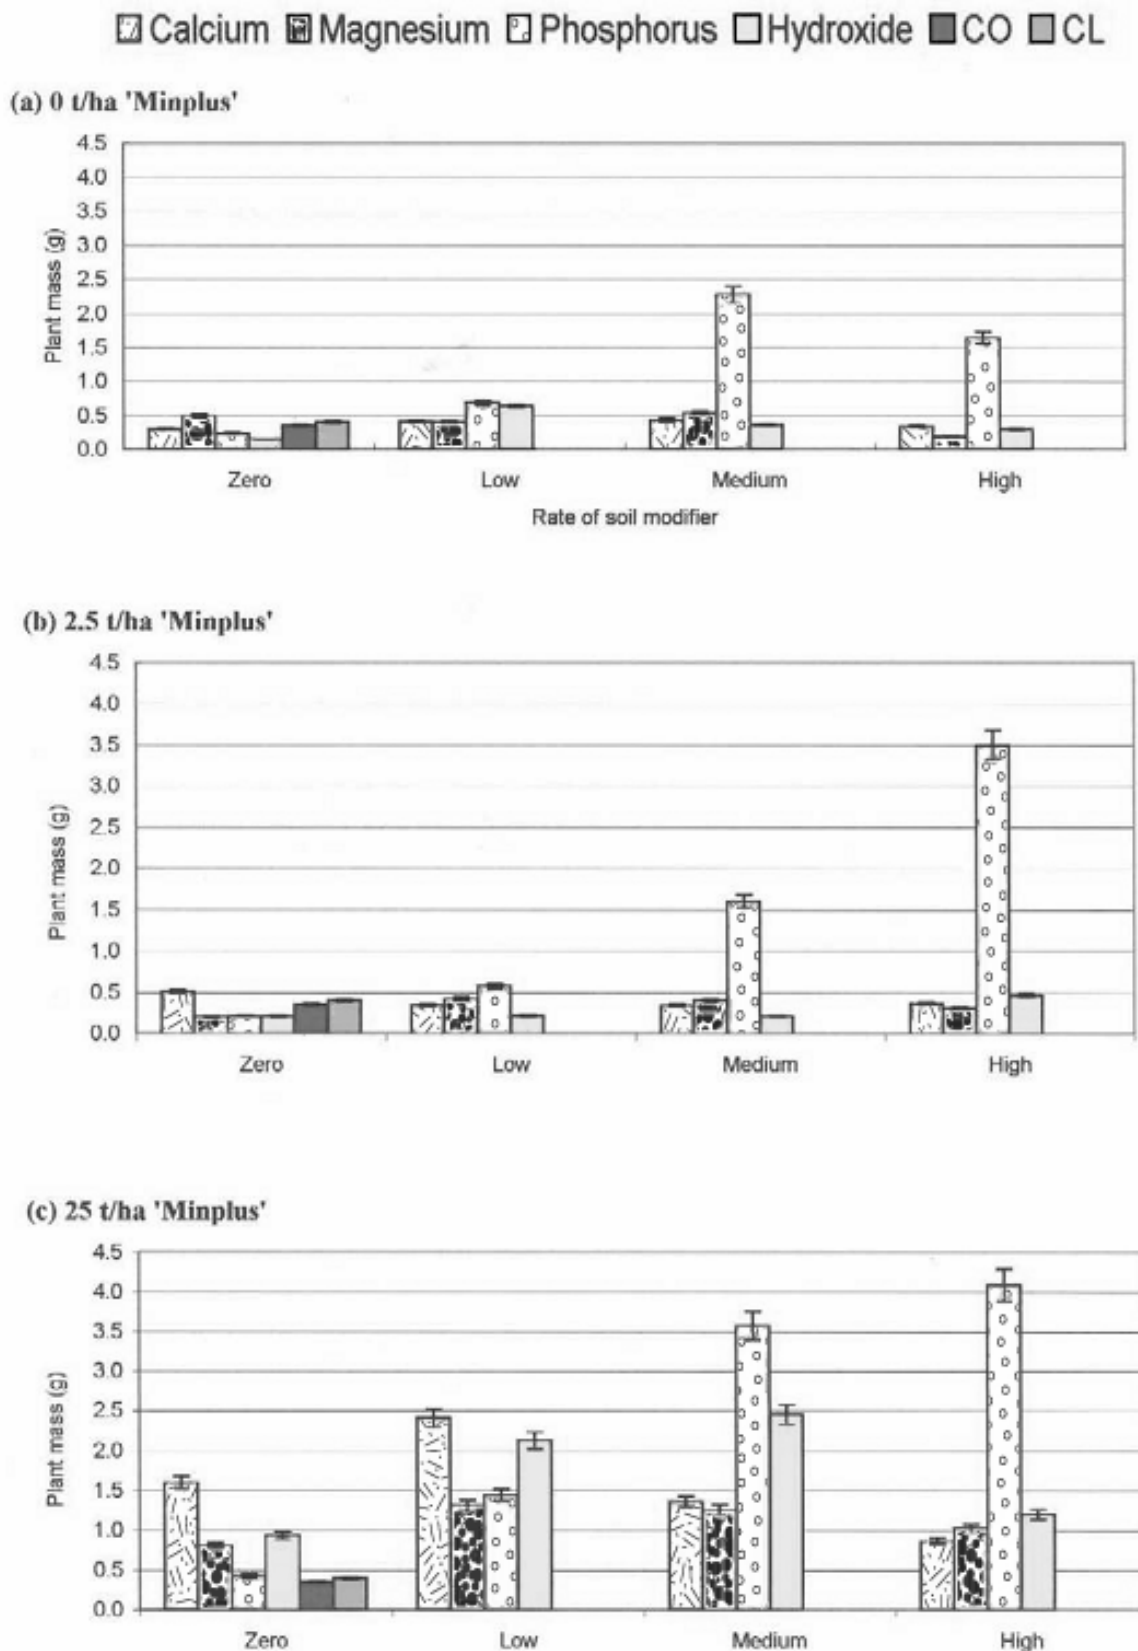 Calcium Magnesium Phosphorus Hydroxide CO CL
(a) 0 t/ha 'Minplus'
4.5
4.0
3.5
3.0
2.5
2.0
1.5
1.0
0.5
0.0
Plant mass (g)
Zero Low Medium High
Rate of soil modifier
(b) 2.5 t/ha 'Minplus'
4.5
4.0
3.5
3.0
2.5
2.0
1.5
1.0
0.5
0.0
Plant mass (g)
Zero Low Medium High
(c) 25 t/ha 'Minplus'
4.5
4.0
3.5
3.0
2.5
2.0
1.5
1.0
0.5
0.0
Plant mass (g)
Zero Low Medium High